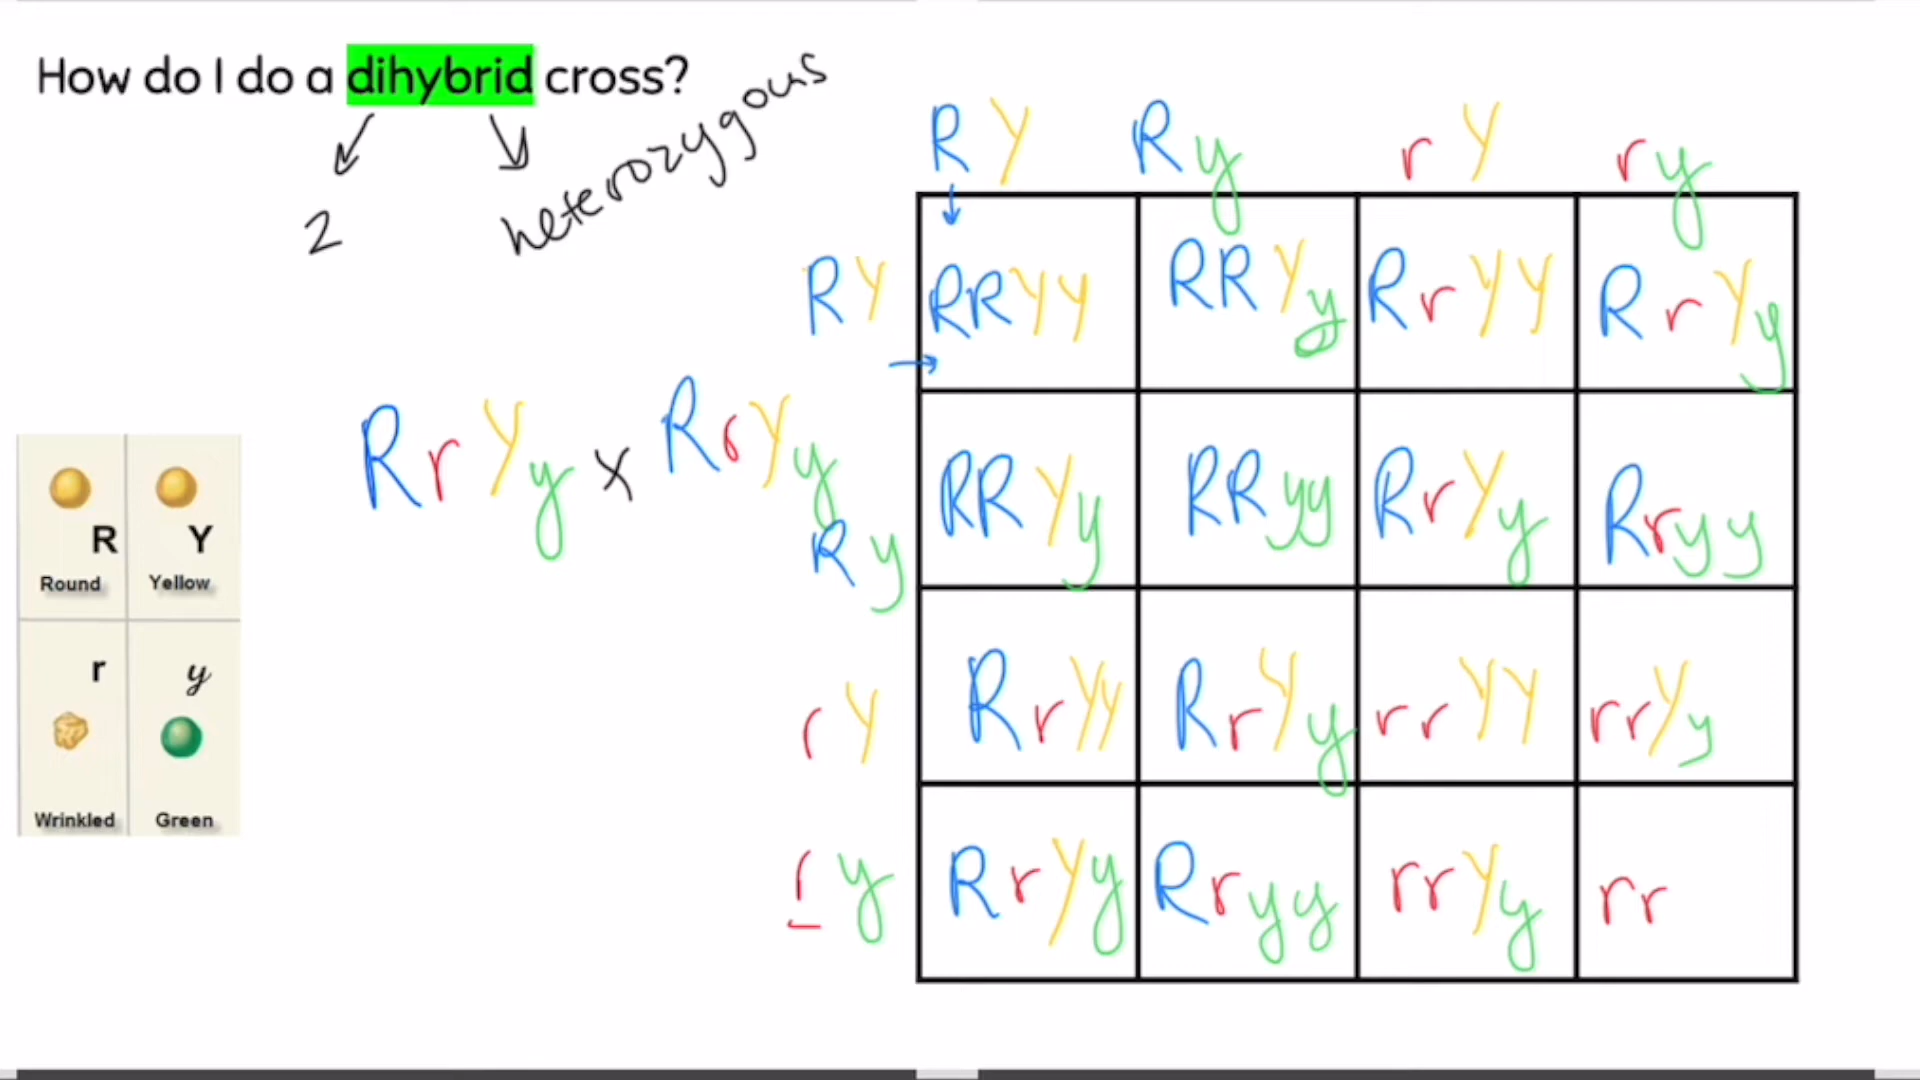 How do I do a dihybrid cross?
2 heterozygous
RY Ry rY ry
RY RRYY RRYy RrYY RrYy
RrYy x RrYy
Ry RRYy RRyy RrYy Rryy
rY RrYY RrYy rrYY rrYy
ry RrYy Rryy rrYy rr
R Y
Round Yellow
r y
Wrinkled Green